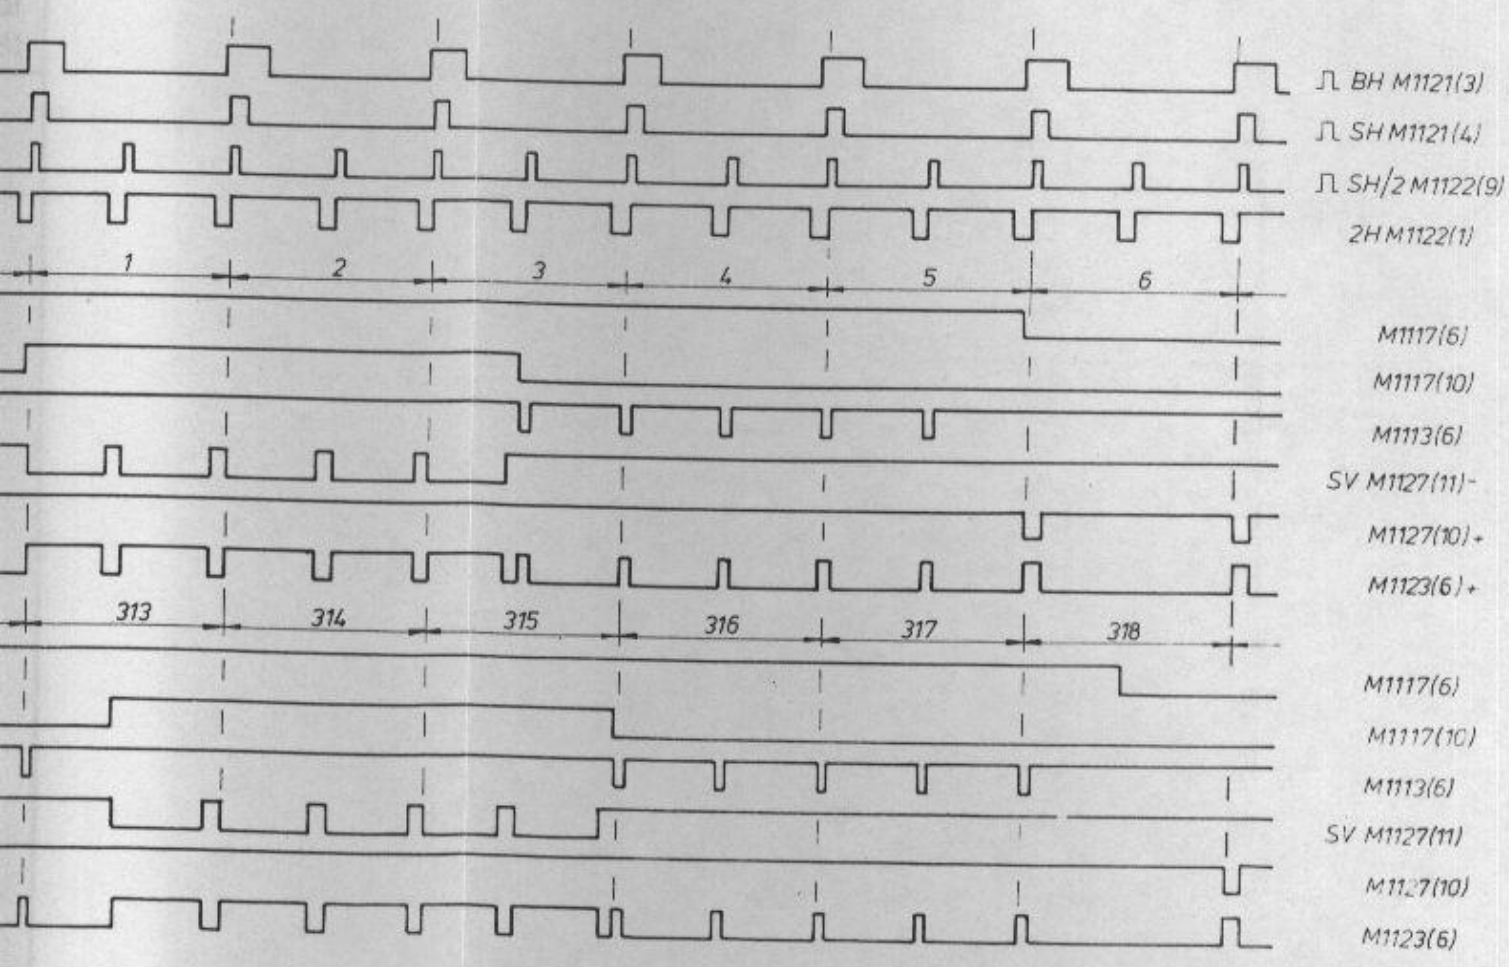 ⎍ BH M1121(3)
⎍ SH M1121(4)
⎍ SH/2 M1122(9)
2H M1122(1)
1 2 3 4 5 6
M1117(6)
M1117(10)
M1113(6)
SV M1127(11)-
M1127(10)+
M1123(6)+
313 314 315 316 317 318
M1117(6)
M1117(10)
M1113(6)
SV M1127(11)
M1127(10)
M1123(6)